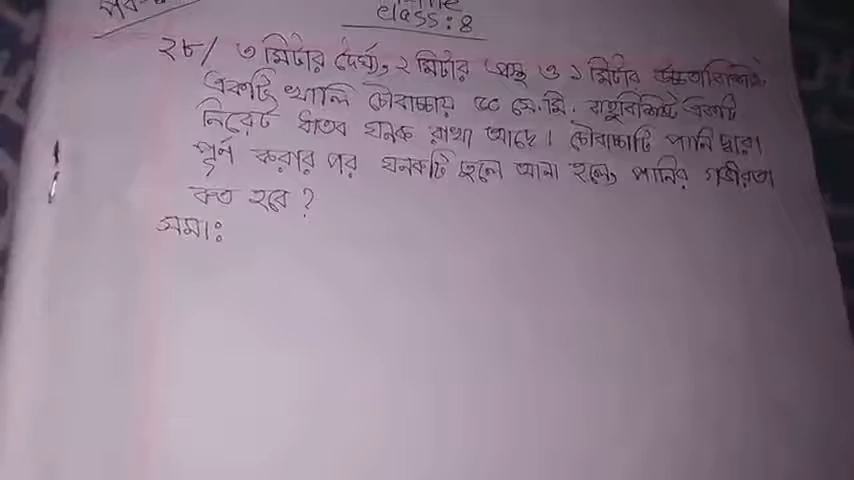 class: 8
২৮/ ৩ মিটার দৈর্ঘ্য, ২ মিটার প্রস্থ ও ১ মিটার উচ্চতাবিশিষ্ট
একটি খালি চৌবাচ্চায় ৫০ সে.মি. বাহুবিশিষ্ট একটি
নিরেট ধাতব ঘনক রাখা আছে। চৌবাচ্চাটি পানি দ্বারা
পূর্ন করার পর ঘনকটি তুলে আনা হলে, পানির গভীরতা
কত হবে?
সমা: